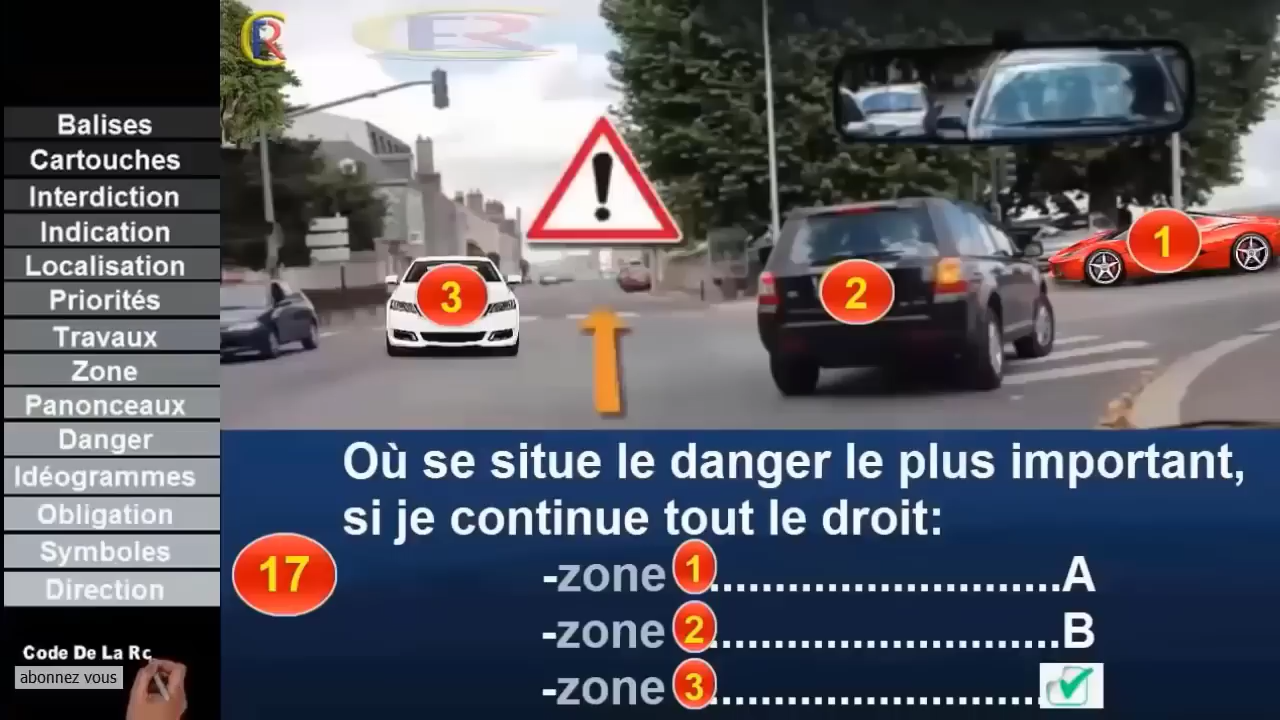 Balises
Cartouches
Interdiction
Indication
Localisation
Priorités
Travaux
Zone
Panonceaux
Danger
Idéogrammes
Obligation
Symboles
Direction
Code De La Rc
abonnez vous
CER
CER
!
1
2
3
Où se situe le danger le plus important,
si je continue tout le droit:
17
-zone 1...........................A
-zone 2...........................B
-zone 3..........................